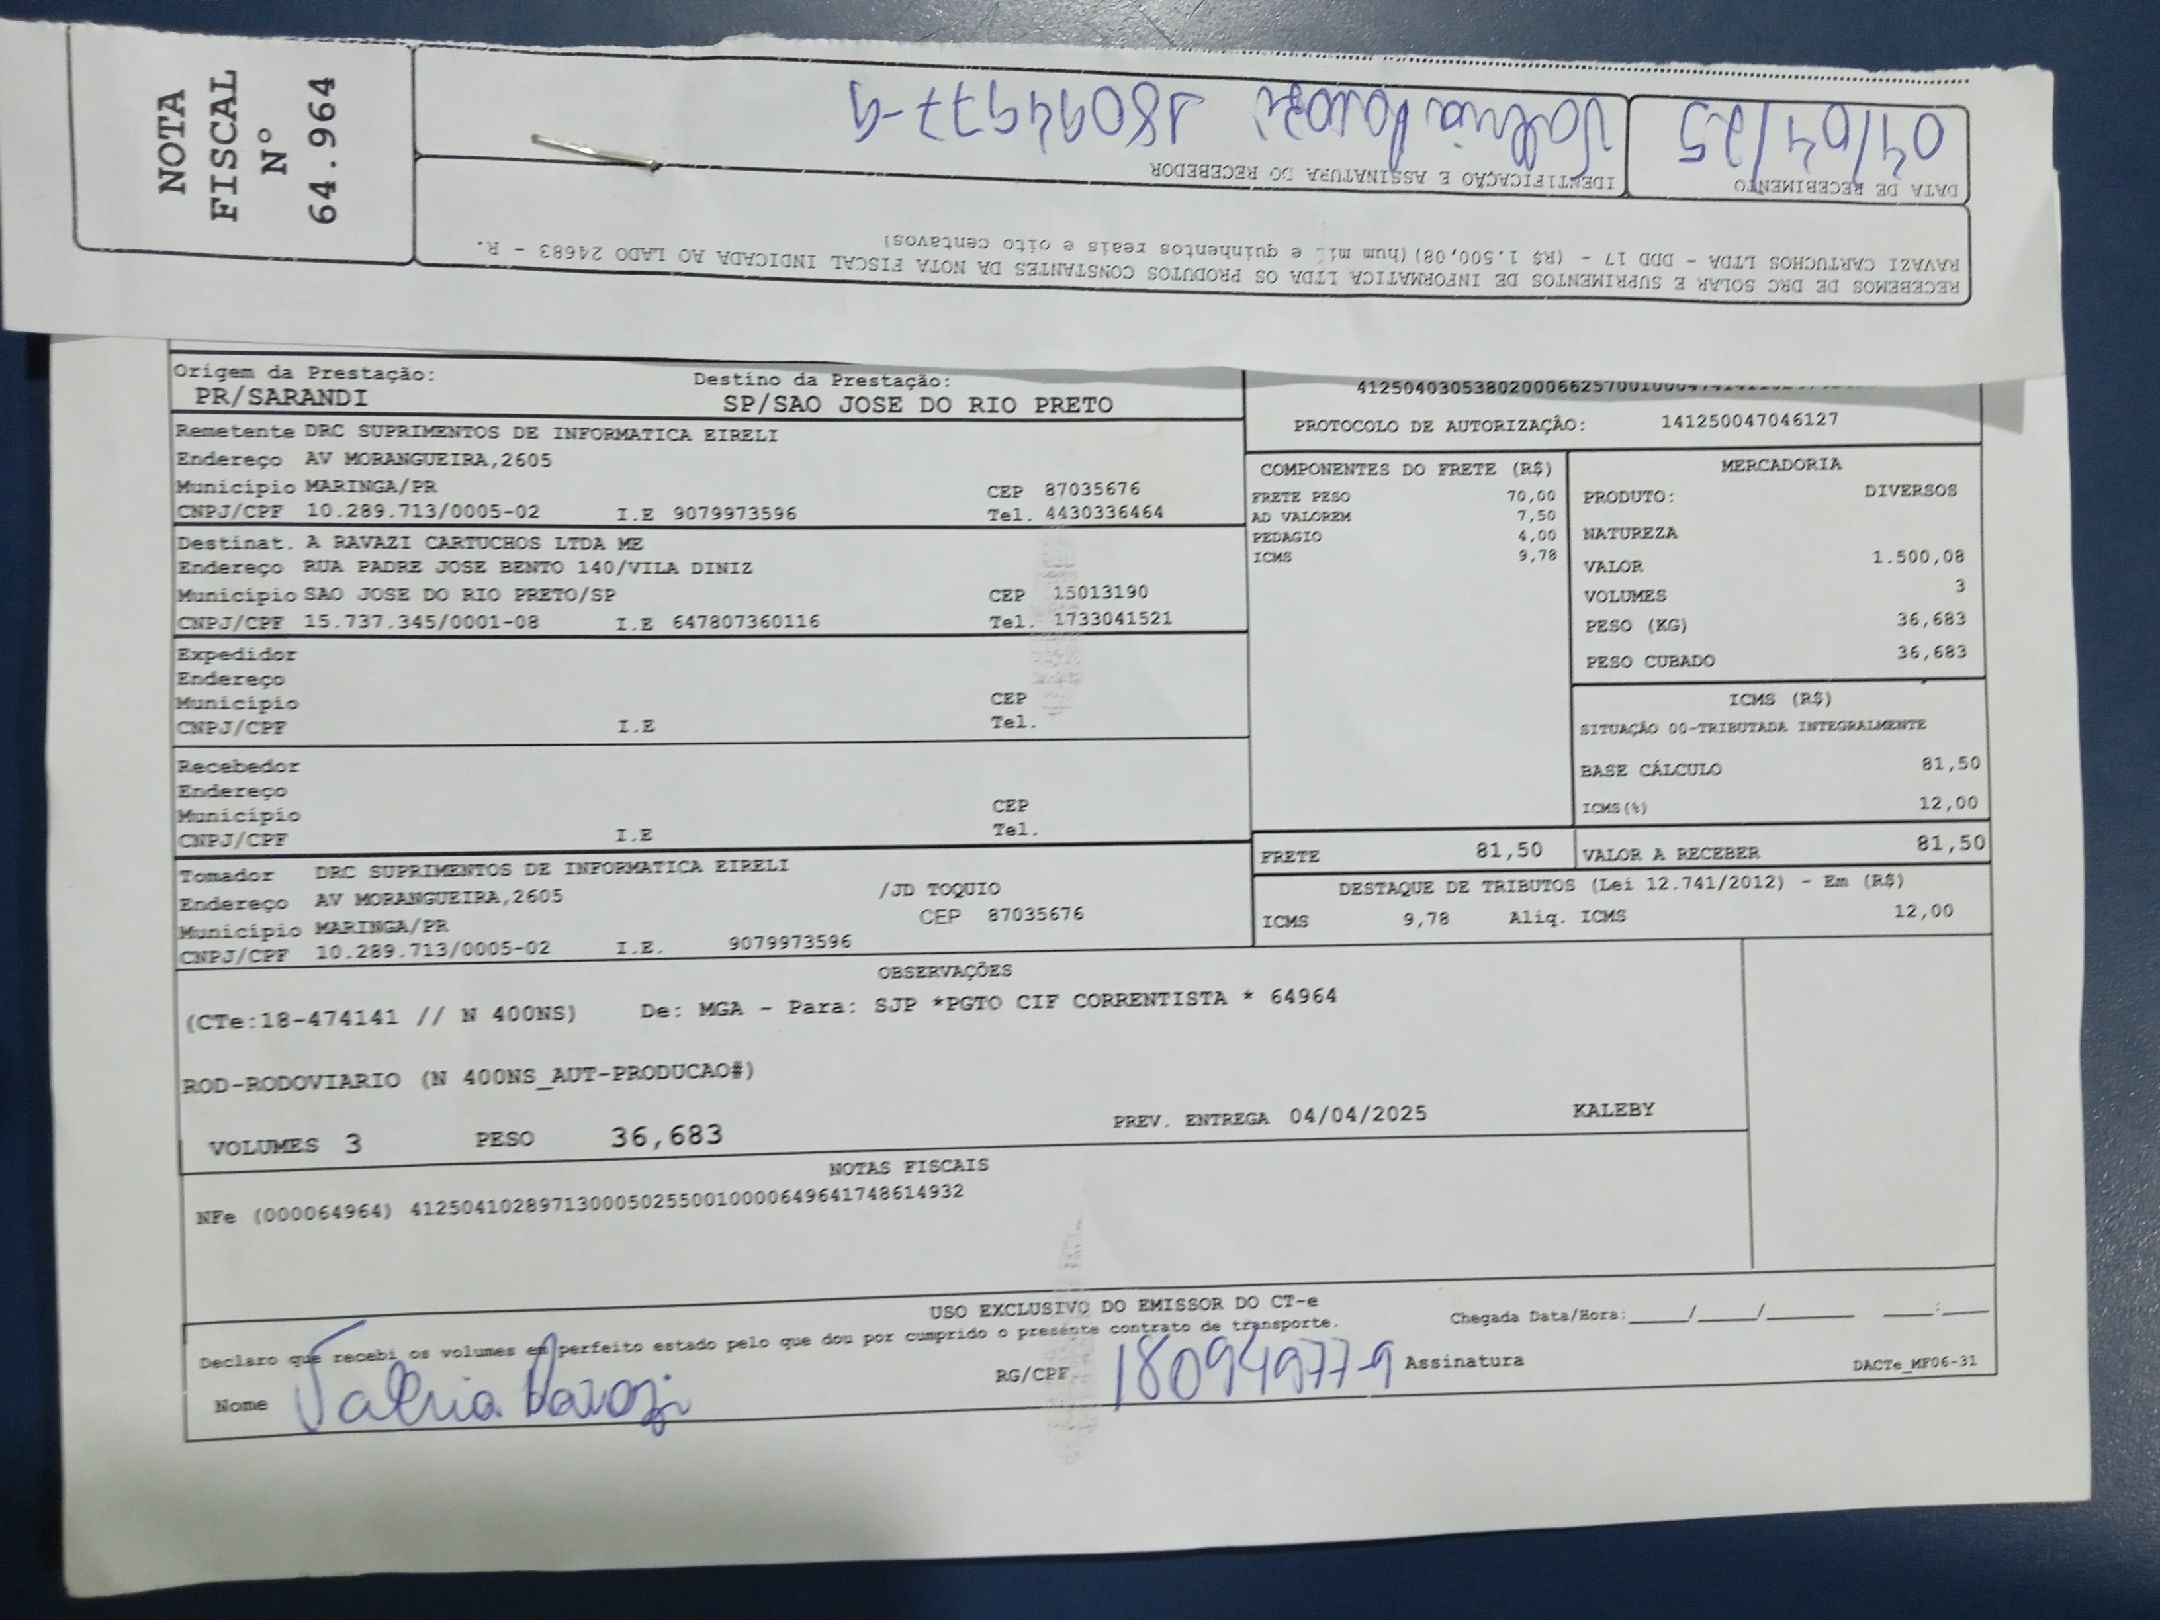 NOTA
FISCAL
Nº
64.964
RECEBEMOS DE DRC SOLAR E SUPRIMENTOS DE INFORMATICA LTDA OS PRODUTOS CONSTANTES DA NOTA FISCAL INDICADA AO LADO 24683 - R.
RAVAZI CARTUCHOS LTDA - DDD 17 - (R$ 1.500,08) (hum mil e quinhentos reais e oito centavos)
DATA DE RECEBIMENTO
IDENTIFICAÇÃO E ASSINATURA DO RECEBEDOR
04/04/25
Valeria Ravazi 18094977-9
Origem da Prestação:
PR/SARANDI
Destino da Prestação:
SP/SAO JOSE DO RIO PRETO
PROTOCOLO DE AUTORIZAÇÃO: 141250047046127
Remetente DRC SUPRIMENTOS DE INFORMATICA EIRELI
Endereço AV MORANGUEIRA,2605
Município MARINGA/PR CEP 87035676
CNPJ/CPF 10.289.713/0005-02 I.E 9079973596 Tel. 4430336464
Destinat. A RAVAZI CARTUCHOS LTDA ME
Endereço RUA PADRE JOSE BENTO 140/VILA DINIZ
Município SAO JOSE DO RIO PRETO/SP CEP 15013190
CNPJ/CPF 15.737.345/0001-08 I.E 647807360116 Tel. 1733041521
Expedidor
Endereço
Município CEP
CNPJ/CPF I.E Tel.
Recebedor
Endereço
Município CEP
CNPJ/CPF I.E Tel.
Tomador DRC SUPRIMENTOS DE INFORMATICA EIRELI
Endereço AV MORANGUEIRA,2605 /JD TOQUIO
Município MARINGA/PR CEP 87035676
CNPJ/CPF 10.289.713/0005-02 I.E. 9079973596
COMPONENTES DO FRETE (R$)
FRETE PESO 70,00
AD VALOREM 7,50
PEDAGIO 4,00
ICMS 9,78
MERCADORIA
PRODUTO: DIVERSOS
NATUREZA
VALOR 1.500,08
VOLUMES 3
PESO (KG) 36,683
PESO CUBADO 36,683
ICMS (R$)
SITUAÇÃO 00-TRIBUTADA INTEGRALMENTE
BASE CÁLCULO 81,50
ICMS(%) 12,00
FRETE 81,50
VALOR A RECEBER 81,50
DESTAQUE DE TRIBUTOS (Lei 12.741/2012) - Em (R$)
ICMS 9,78 Aliq. ICMS 12,00
OBSERVAÇÕES
(CTe:18-474141 // N 400NS) De: MGA - Para: SJP *PGTO CIF CORRENTISTA * 64964
ROD-RODOVIARIO (N 400NS_AUT-PRODUCAO#)
VOLUMES 3 PESO 36,683 PREV. ENTREGA 04/04/2025 KALEBY
NOTAS FISCAIS
NFe (000064964) 41250410289713000502550010000649641748614932
USO EXCLUSIVO DO EMISSOR DO CT-e
Declaro que recebi os volumes em perfeito estado pelo que dou por cumprido o presente contrato de transporte. Chegada Data/Hora:____/____/______ ____:____
Nome Valeria Ravazi RG/CPF 18094977-9 Assinatura DACTe_MF06-31